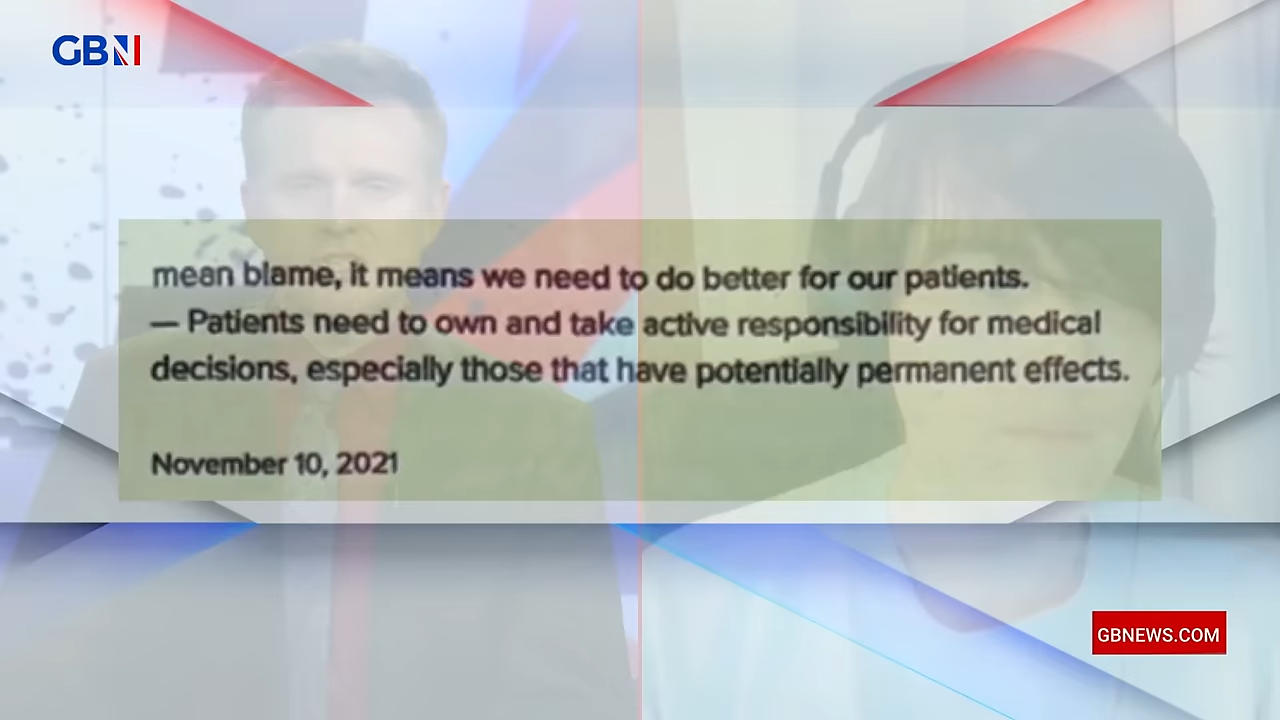 GBN
mean blame, it means we need to do better for our patients.
— Patients need to own and take active responsibility for medical
decisions, especially those that have potentially permanent effects.
November 10, 2021
GBNEWS.COM